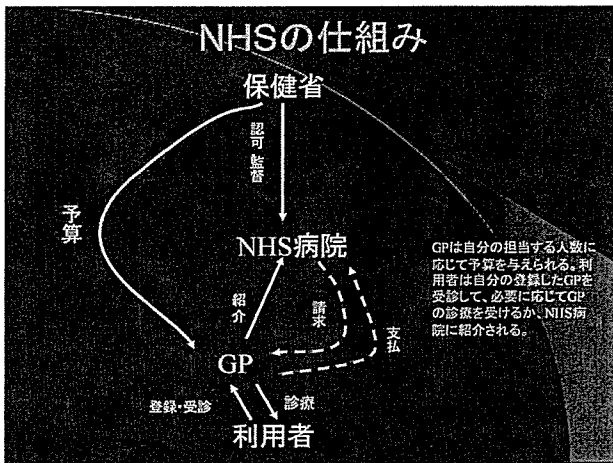 NHSの仕組み
保健省
認可 監督
予算
NHS病院
GPは自分の担当する人数に
応じて予算を与えられる。利
用者は自分の登録したGPを
受診して、必要に応じてGP
の診療を受けるか、NHS病
院に紹介される。
紹介
請求
支払
GP
登録・受診
診療
利用者